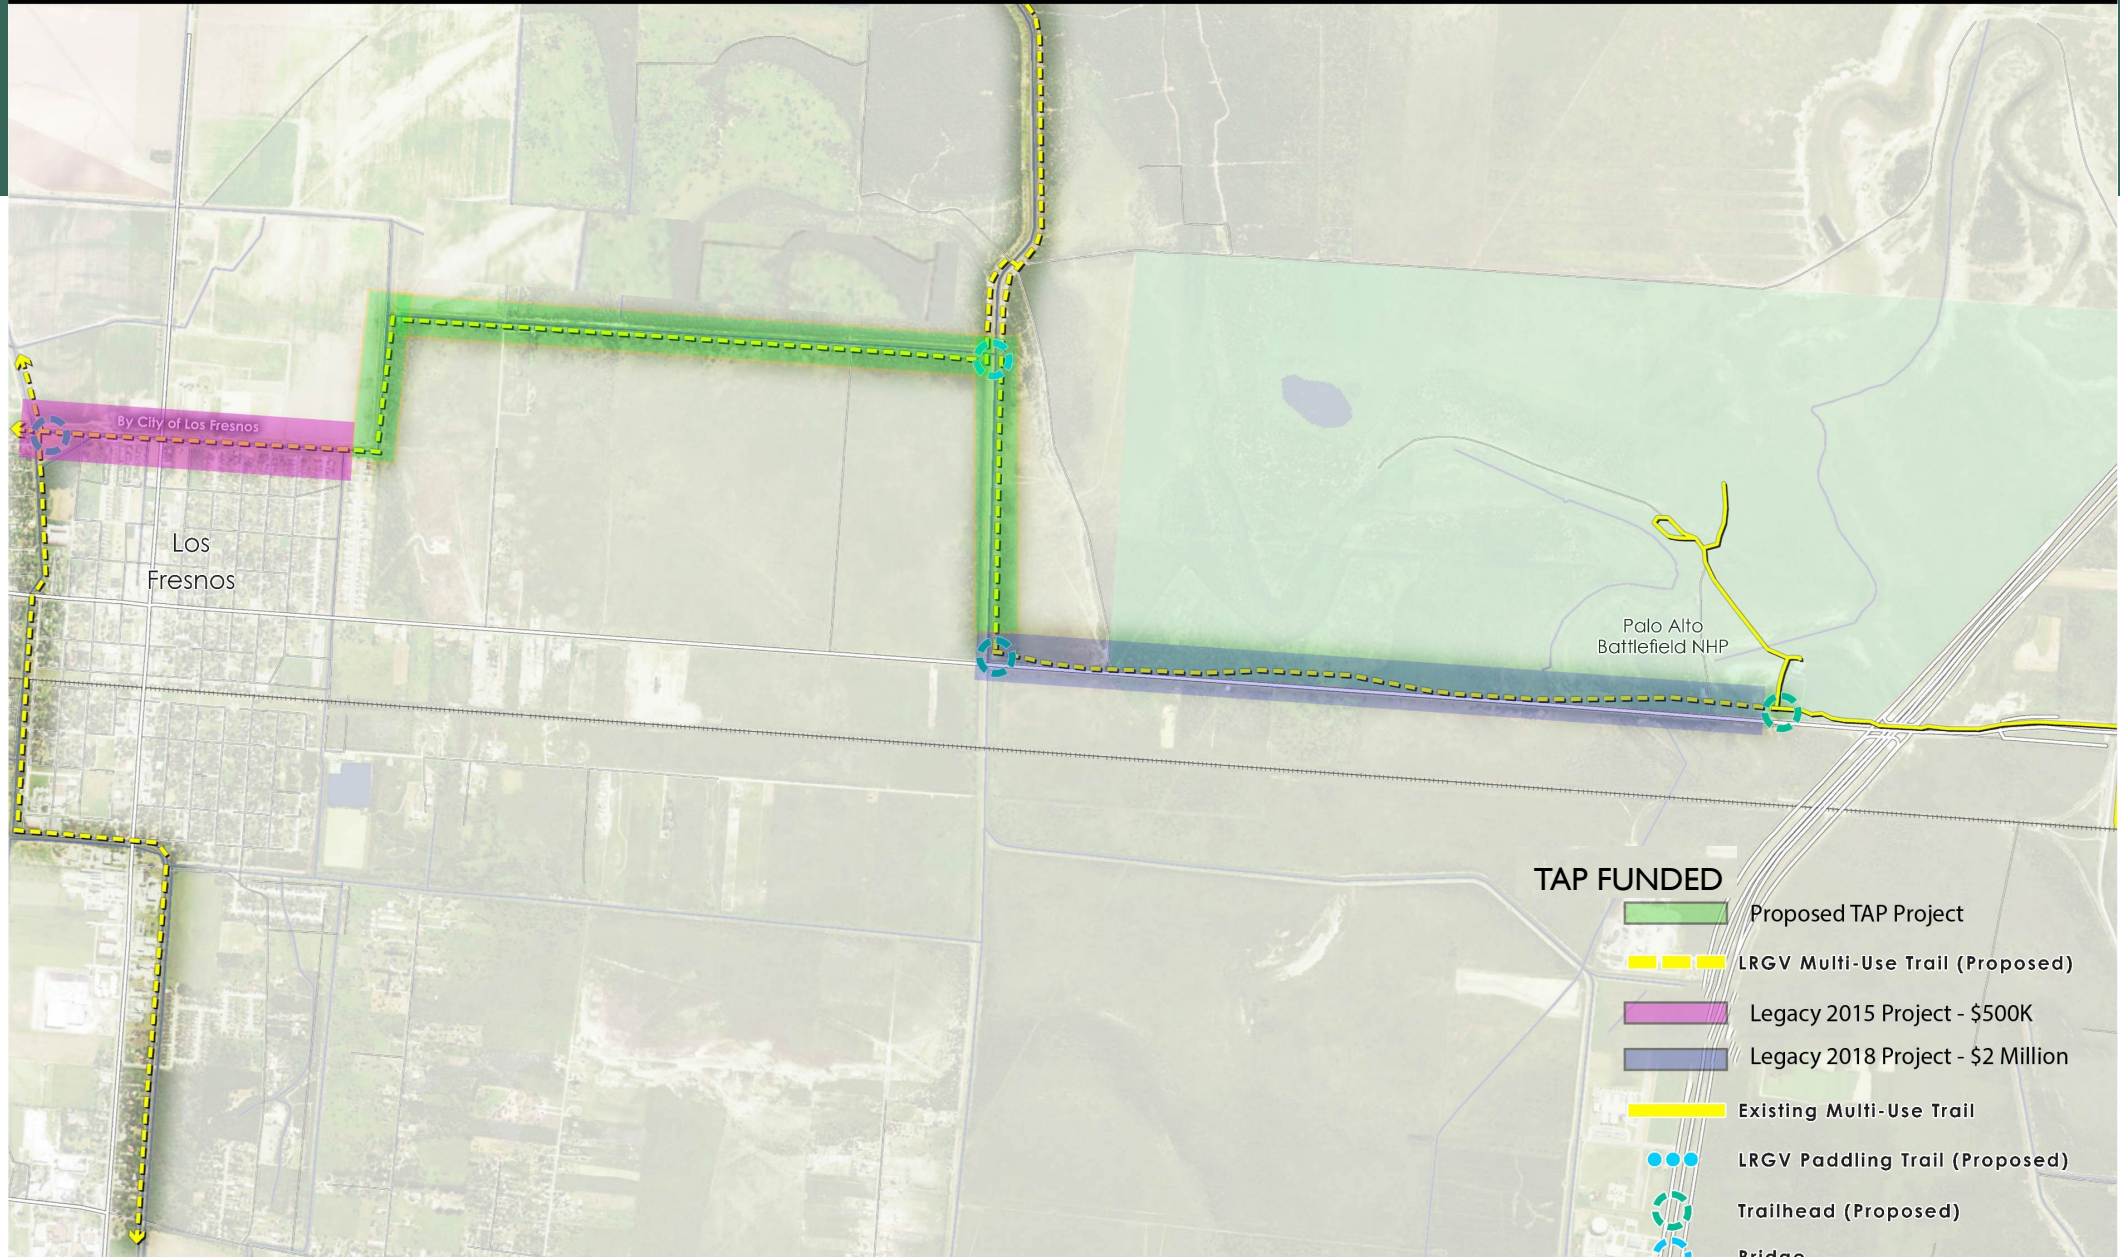 By City of Los Fresnos
Los
Fresnos
Palo Alto
Battlefield NHP
TAP FUNDED
Proposed TAP Project
LRGV Multi-Use Trail (Proposed)
Legacy 2015 Project - $500K
Legacy 2018 Project - $2 Million
Existing Multi-Use Trail
LRGV Paddling Trail (Proposed)
Trailhead (Proposed)
Bridge